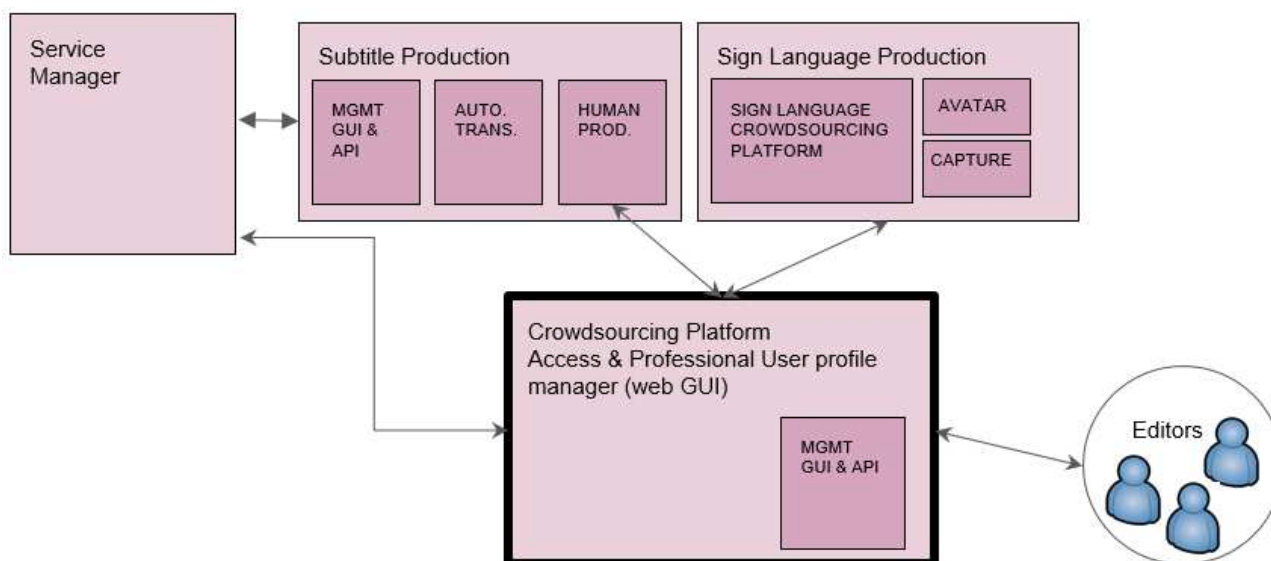 Service
Manager
Subtitle Production
MGMT
GUI &
API
AUTO.
TRANS.
HUMAN
PROD.
Sign Language Production
SIGN LANGUAGE
CROWDSOURCING
PLATFORM
AVATAR
CAPTURE
Crowdsourcing Platform
Access & Professional User profile
manager (web GUI)
MGMT
GUI & API
Editors